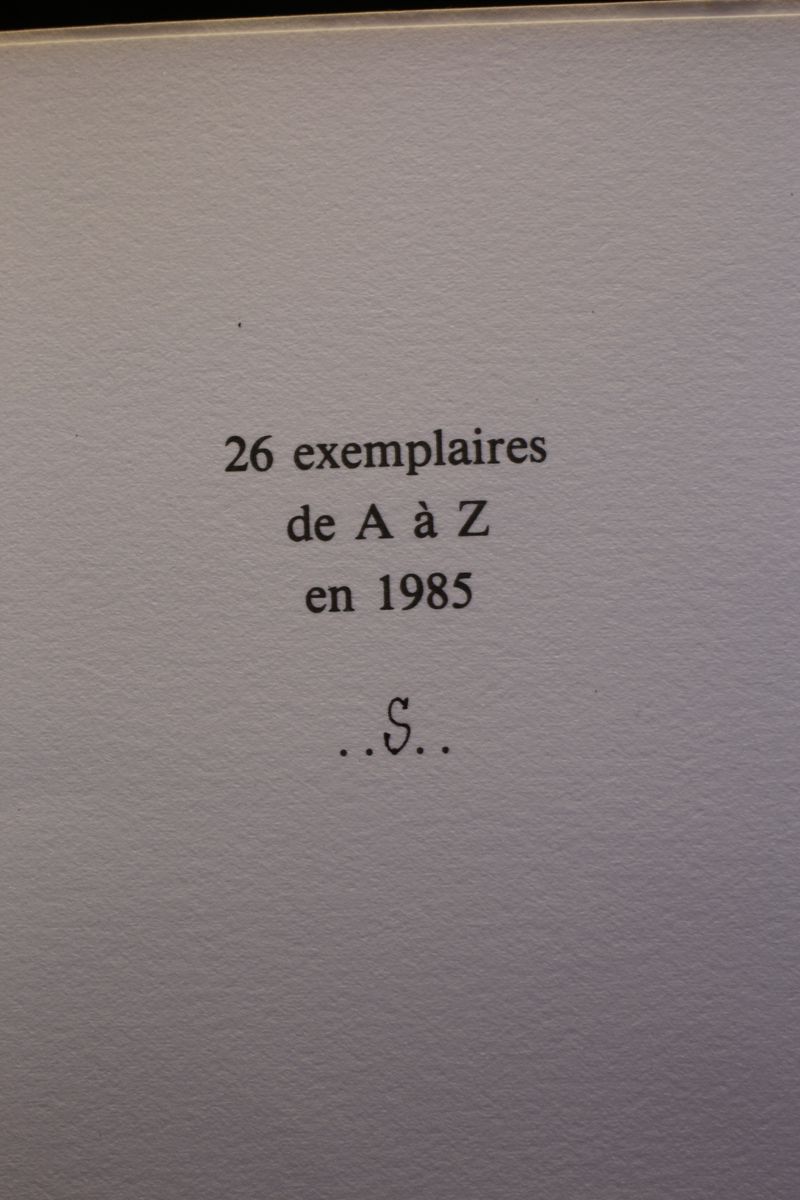 26 exemplaires
de A à Z
en 1985
..S..